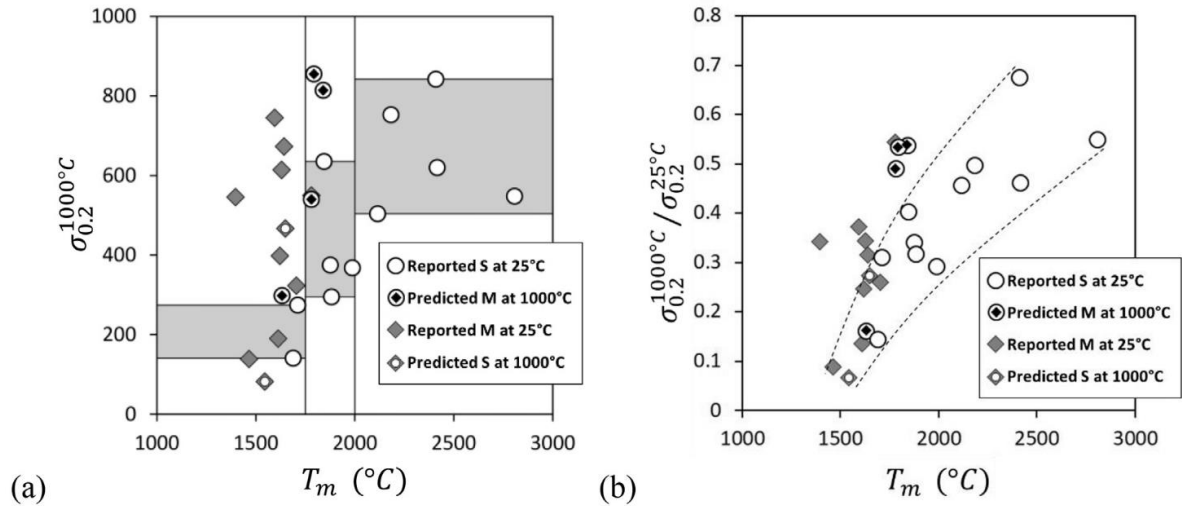 1000
800
600
400
200
0
1000 1500 2000 2500 3000
σ0.2^1000°C
Tm (°C)
Reported S at 25°C
Predicted M at 1000°C
Reported M at 25°C
Predicted S at 1000°C
(a)
0.8
0.7
0.6
0.5
0.4
0.3
0.2
0.1
0
1000 1500 2000 2500 3000
σ0.2^1000°C/σ0.2^25°C
Tm (°C)
Reported S at 25°C
Predicted M at 1000°C
Reported M at 25°C
Predicted S at 1000°C
(b)